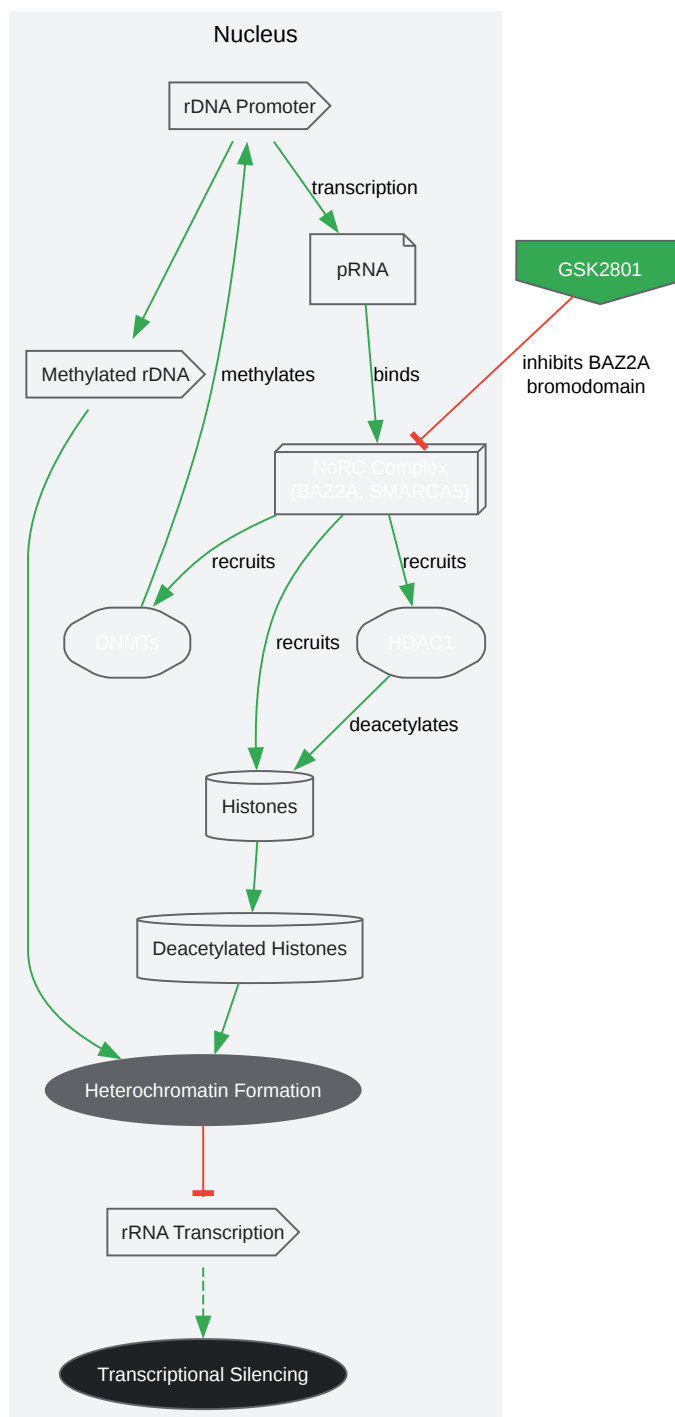 Nucleus
rDNA Promoter
transcription
pRNA
GSK2801
inhibits BAZ2A
bromodomain
Methylated rDNA
methylates
binds
NoRC Complex
(BAZ2A, SMARCA5)
recruits
recruits
DNMTs
recruits
HDAC1
deacetylates
Histones
Deacetylated Histones
Heterochromatin Formation
rRNA Transcription
Transcriptional Silencing